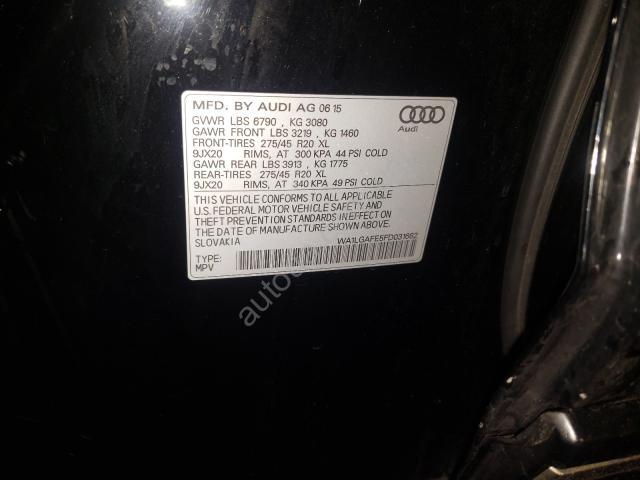 MFD. BY AUDI AG 06 15
GVWR LBS 6790 , KG 3080
GAWR FRONT LBS 3219 , KG 1460
FRONT-TIRES 275/45 R20 XL
9JX20 RIMS, AT 300 KPA 44 PSI COLD
GAWR REAR LBS 3913 , KG 1775
REAR-TIRES 275/45 R20 XL
9JX20 RIMS, AT 340 KPA 49 PSI COLD
Audi
THIS VEHICLE CONFORMS TO ALL APPLICABLE
U.S. FEDERAL MOTOR VEHICLE SAFETY AND
THEFT PREVENTION STANDARDS IN EFFECT ON
THE DATE OF MANUFACTURE SHOWN ABOVE.
SLOVAKIA
WA1LGAFE5FD031662
TYPE:
MPV